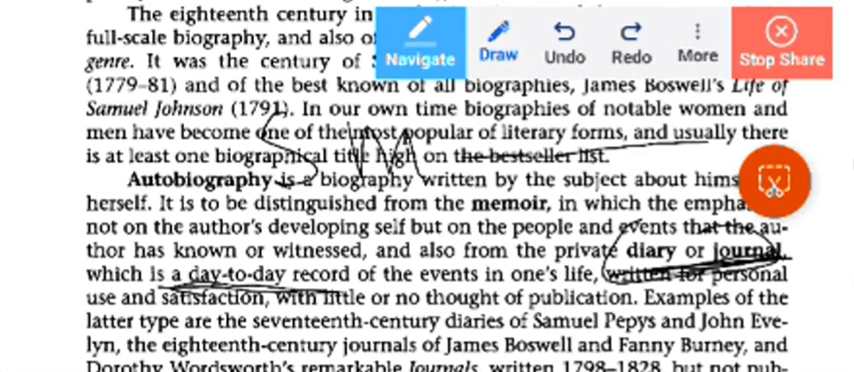 The eighteenth century in
full-scale biography, and also o
genre. It was the century of
Navigate
Draw
Undo
Redo
More
Stop Share
(1779–81) and of the best known of all biographies, James Boswell's Life of
Samuel Johnson (1791). In our own time biographies of notable women and
men have become one of the most popular of literary forms, and usually there
is at least one biographical title high on the bestseller list.
Autobiography is a biography written by the subject about hims
herself. It is to be distinguished from the memoir, in which the empha
not on the author's developing self but on the people and events that the au-
thor has known or witnessed, and also from the private diary or journal,
which is a day-to-day record of the events in one's life, written for personal
use and satisfaction, with little or no thought of publication. Examples of the
latter type are the seventeenth-century diaries of Samuel Pepys and John Eve-
lyn, the eighteenth-century journals of James Boswell and Fanny Burney, and
Dorothy Wordsworth's remarkable Journals, written 1798–1828, but not pub-